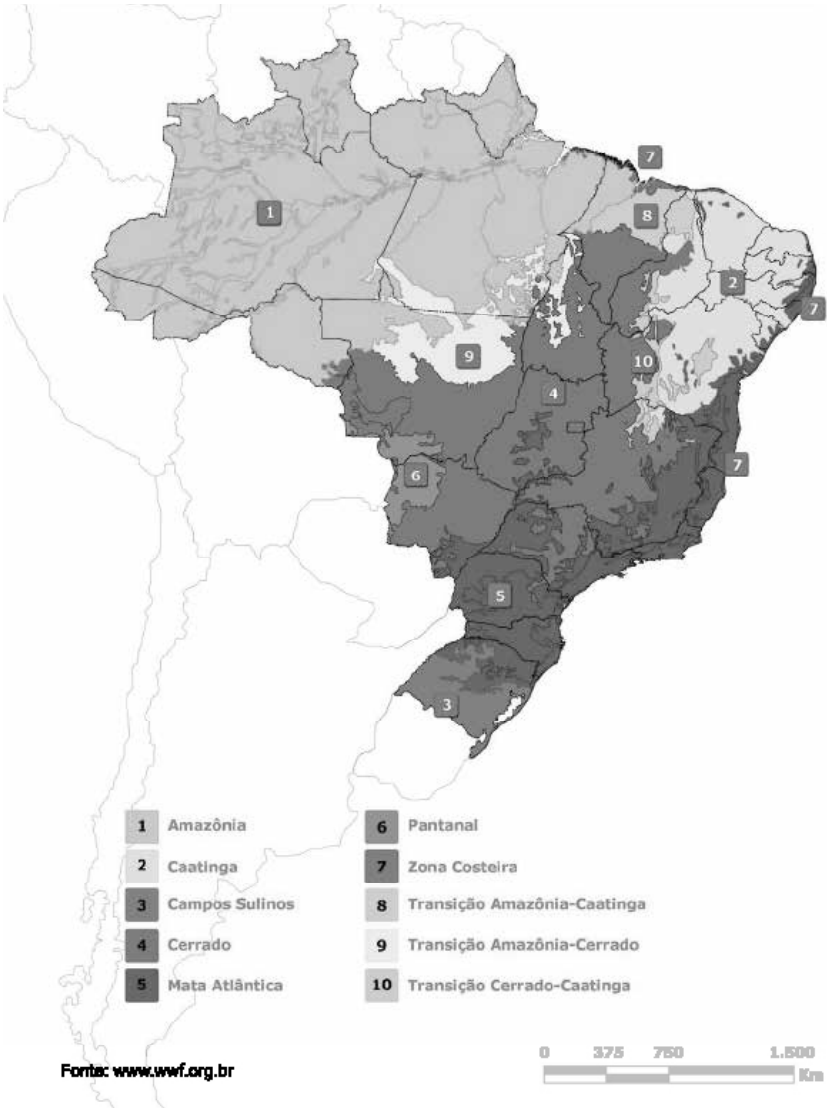 7
1
8
2
7
9
10
4
6
7
5
3
1 Amazônia
2 Caatinga
3 Campos Sulinos
4 Cerrado
5 Mata Atlântica
6 Pantanal
7 Zona Costeira
8 Transição Amazônia-Caatinga
9 Transição Amazônia-Cerrado
10 Transição Cerrado-Caatinga
Fonte: www.wwf.org.br
0 375 750 1.500
Km